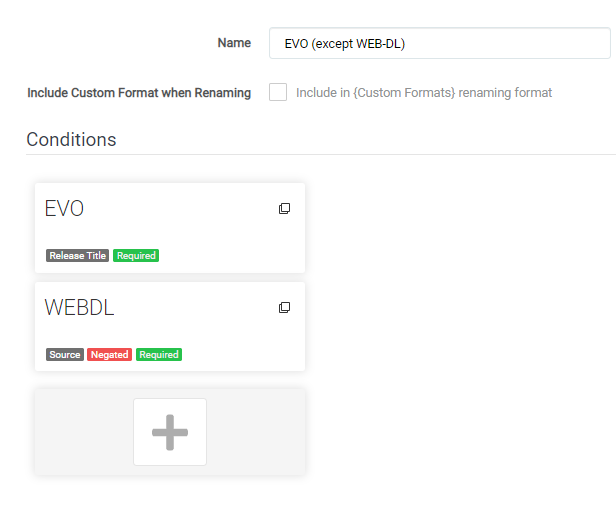 Name EVO (except WEB-DL)
Include Custom Format when Renaming Include in {Custom Formats} renaming format
Conditions
EVO
Release Title Required
WEBDL
Source Negated Required